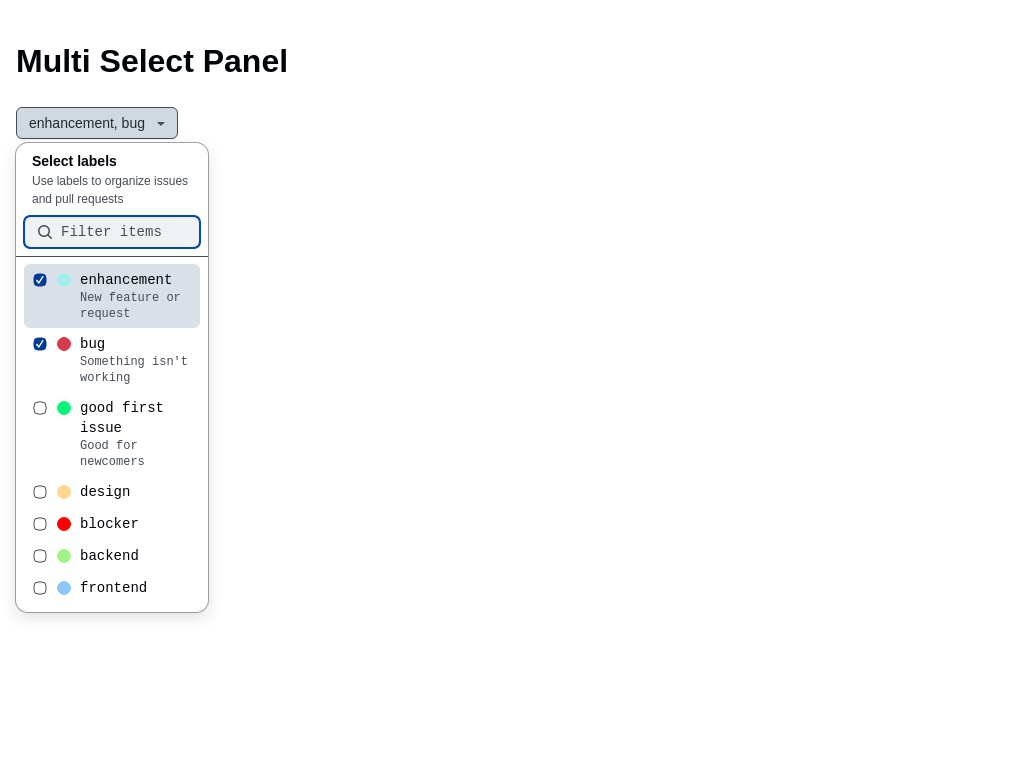 Multi Select Panel
enhancement, bug
Select labels
Use labels to organize issues
and pull requests
Filter items
enhancement
New feature or
request
bug
Something isn't
working
good first
issue
Good for
newcomers
design
blocker
backend
frontend